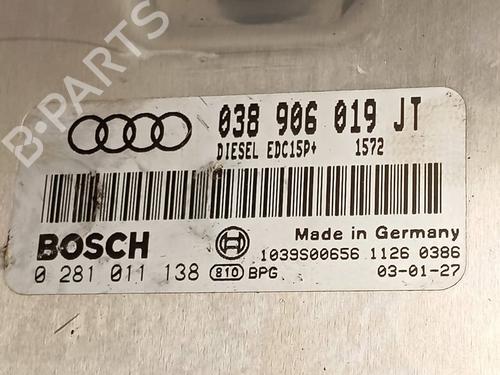 038 906 019 JT
DIESEL EDC15P+ 1572
BOSCH
Made in Germany
1039S00656 1126 0386
0 281 011 138 810 BPG 03-01-27
B-PARTS